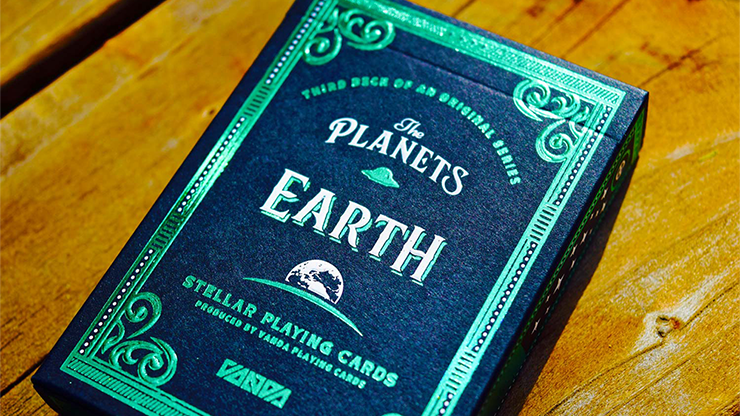 THIRD DECK OF AN ORIGINAL SERIES
The
PLANETS
EARTH
STELLAR PLAYING CARDS
PRODUCED BY VANDA PLAYING CARDS
VANDA